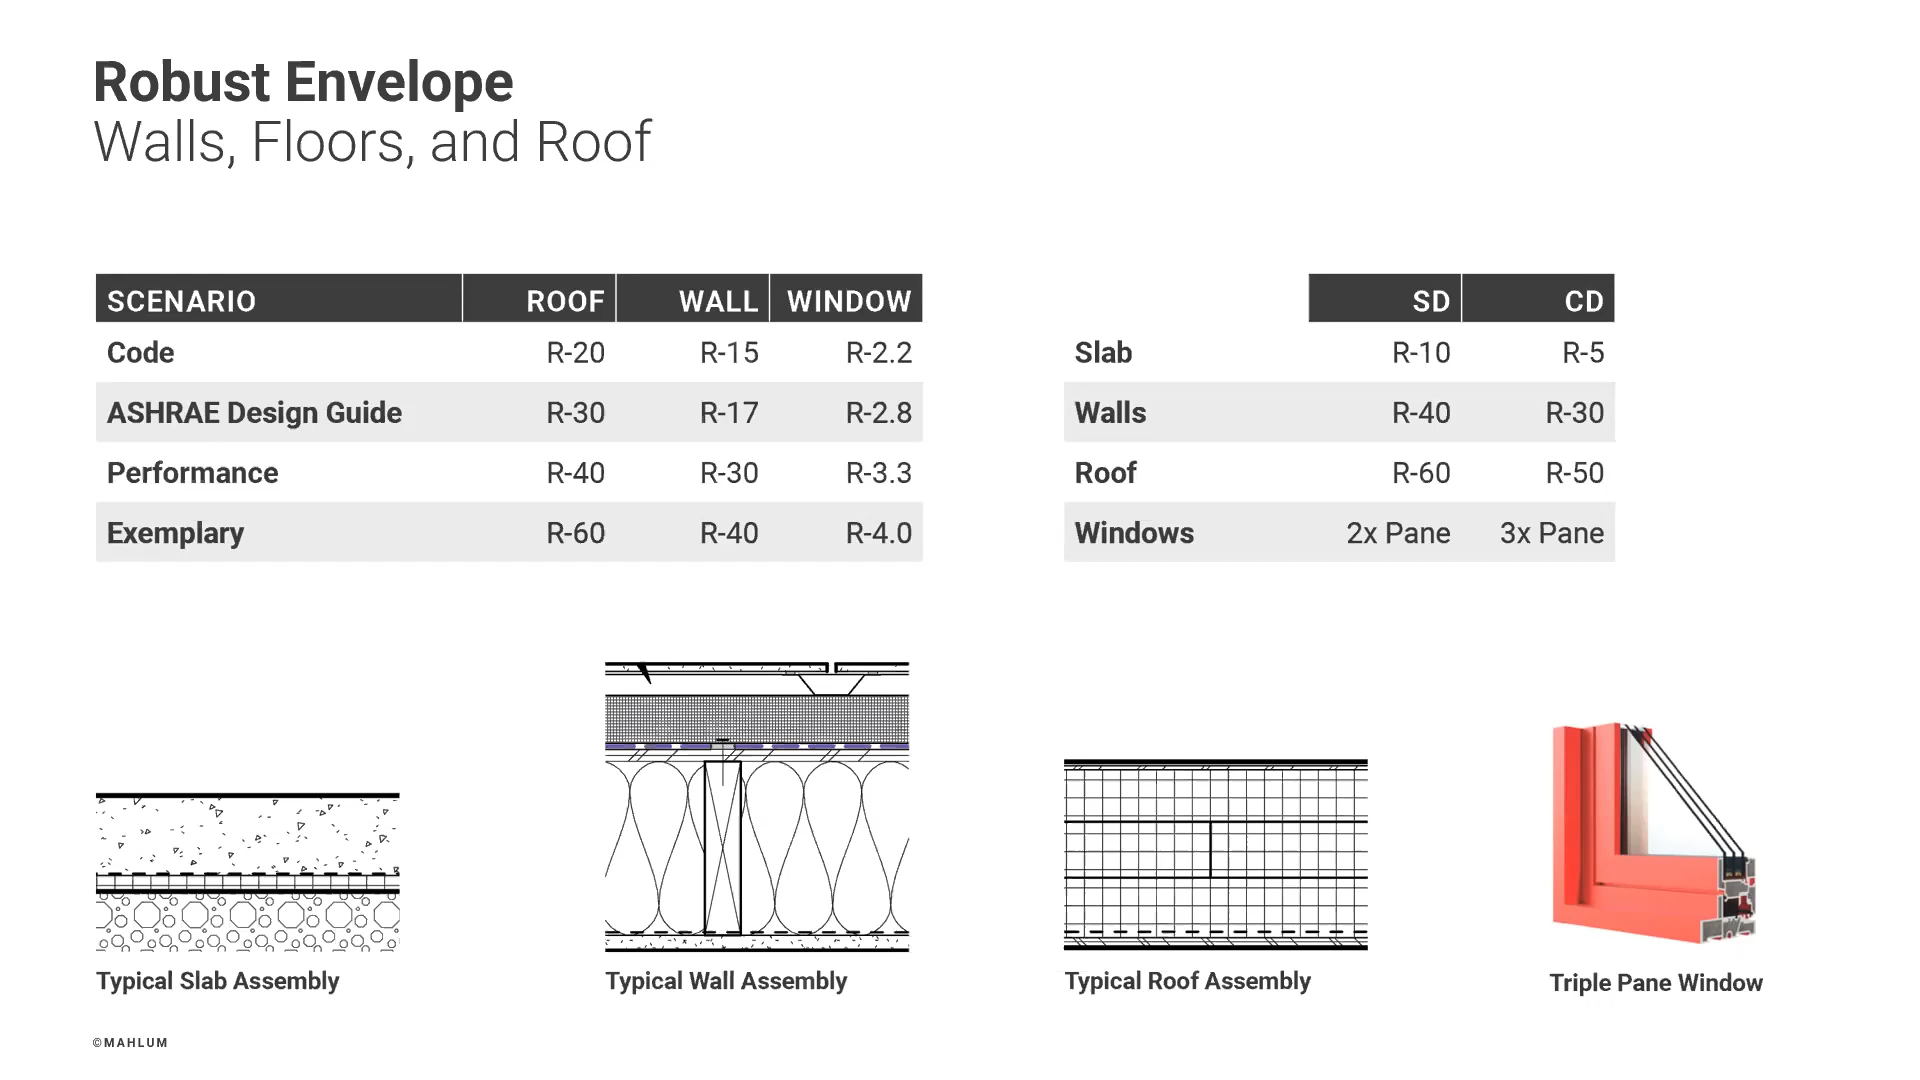 Robust Envelope
Walls, Floors, and Roof
SCENARIO ROOF WALL WINDOW
Code R-20 R-15 R-2.2
ASHRAE Design Guide R-30 R-17 R-2.8
Performance R-40 R-30 R-3.3
Exemplary R-60 R-40 R-4.0
SD CD
Slab R-10 R-5
Walls R-40 R-30
Roof R-60 R-50
Windows 2x Pane 3x Pane
Typical Slab Assembly
Typical Wall Assembly
Typical Roof Assembly
Triple Pane Window
©MAHLUM